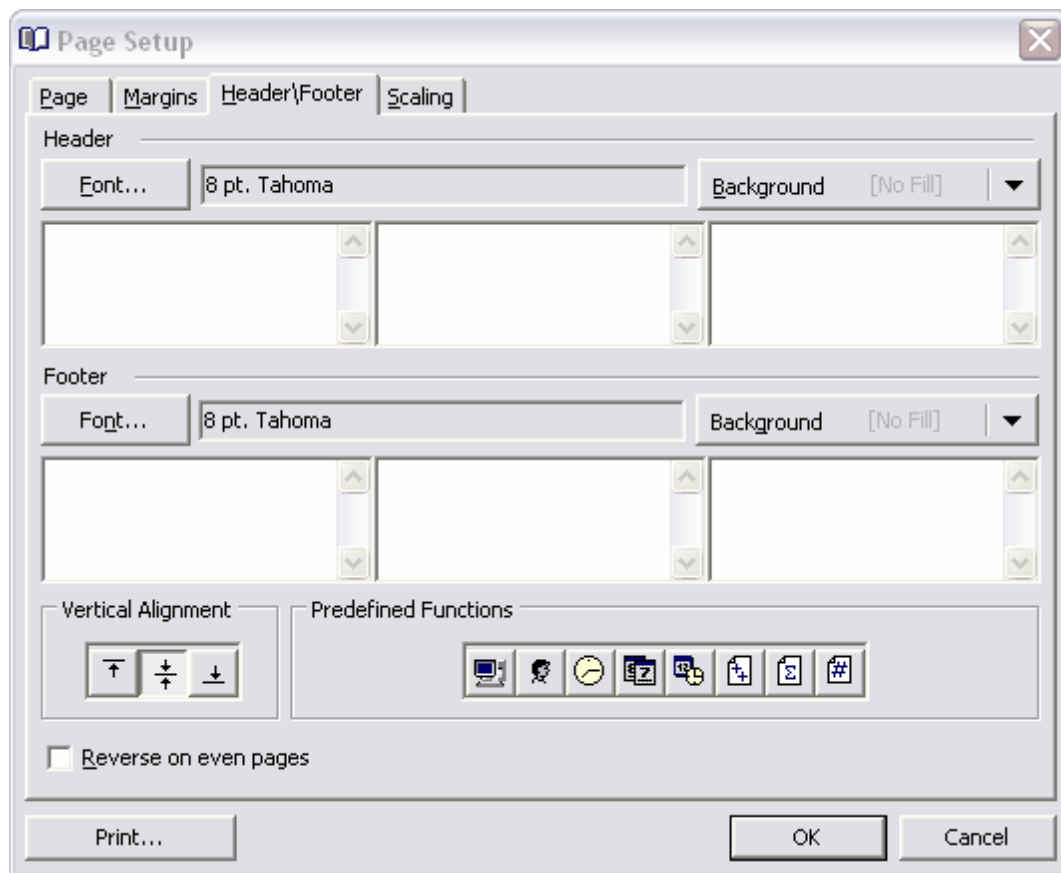 Page Setup
Page Margins Header\Footer Scaling
Header
Font... 8 pt. Tahoma Background [No Fill]
Footer
Font... 8 pt. Tahoma Background [No Fill]
Vertical Alignment Predefined Functions
Reverse on even pages
Print... OK Cancel